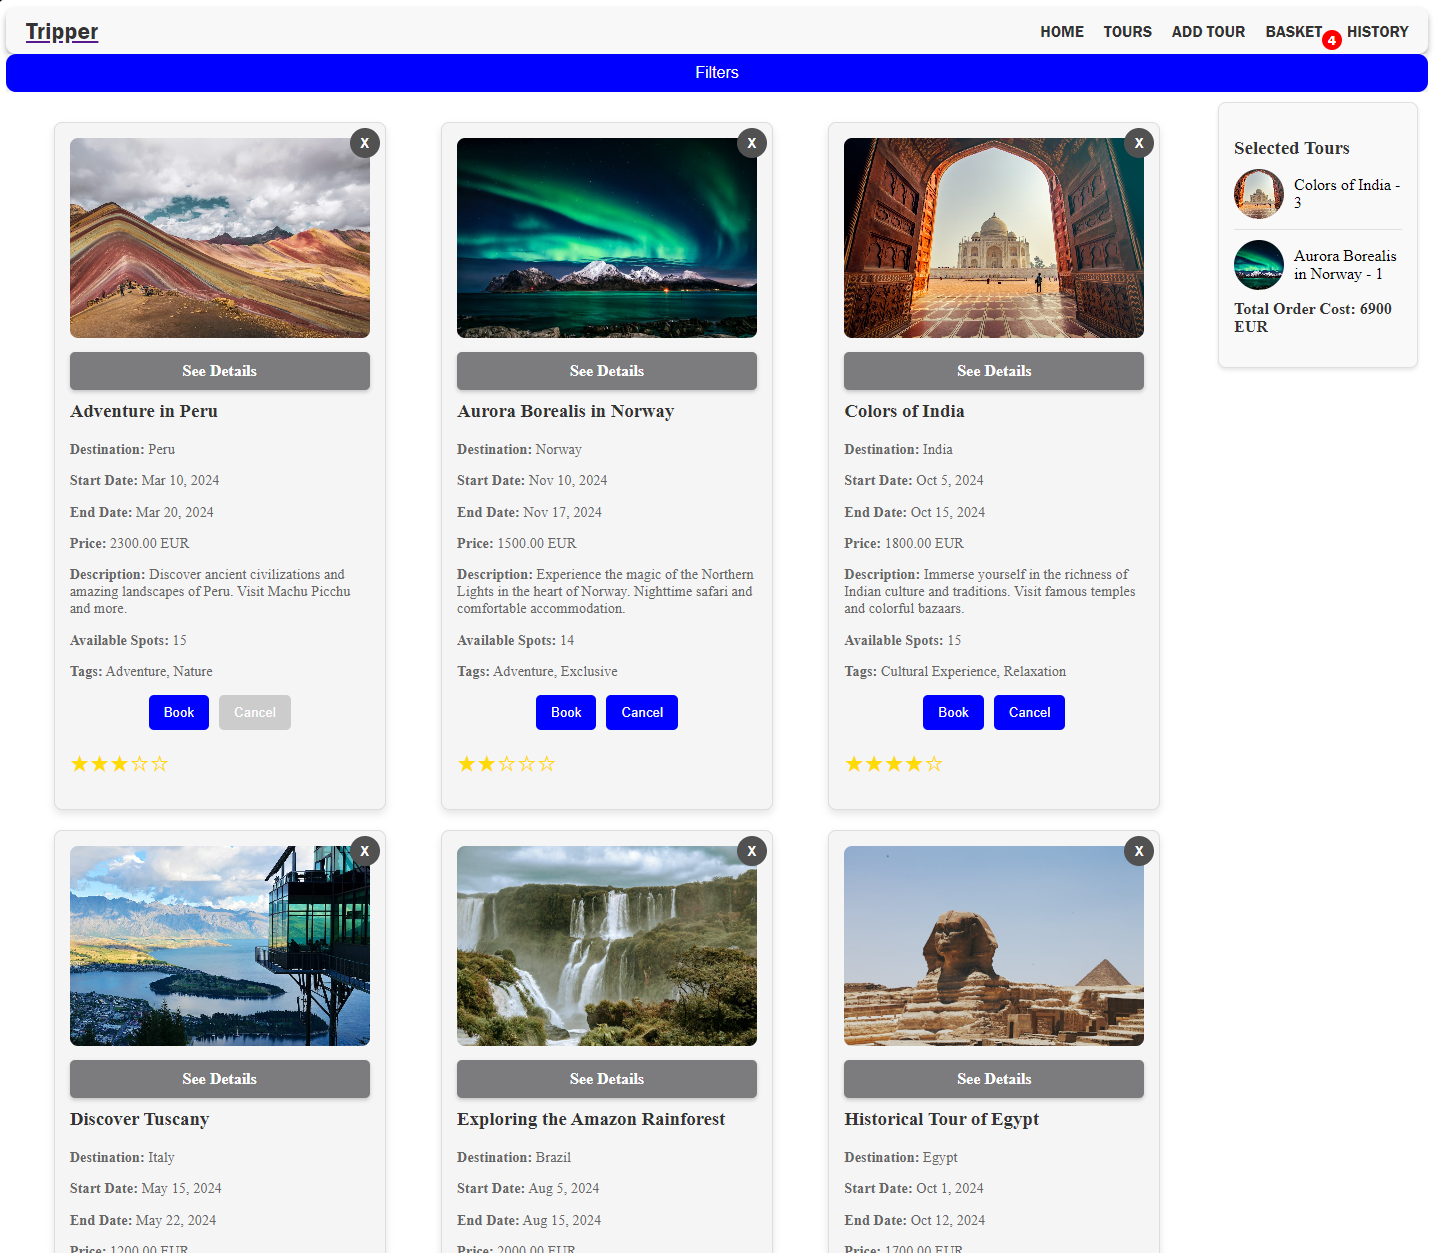 Tripper
HOME TOURS ADD TOUR BASKET 4 HISTORY
Filters
X
See Details
Adventure in Peru
Destination: Peru
Start Date: Mar 10, 2024
End Date: Mar 20, 2024
Price: 2300.00 EUR
Description: Discover ancient civilizations and
amazing landscapes of Peru. Visit Machu Picchu
and more.
Available Spots: 15
Tags: Adventure, Nature
Book Cancel
★★★☆☆
X
See Details
Aurora Borealis in Norway
Destination: Norway
Start Date: Nov 10, 2024
End Date: Nov 17, 2024
Price: 1500.00 EUR
Description: Experience the magic of the Northern
Lights in the heart of Norway. Nighttime safari and
comfortable accommodation.
Available Spots: 14
Tags: Adventure, Exclusive
Book Cancel
★★☆☆☆
X
See Details
Colors of India
Destination: India
Start Date: Oct 5, 2024
End Date: Oct 15, 2024
Price: 1800.00 EUR
Description: Immerse yourself in the richness of
Indian culture and traditions. Visit famous temples
and colorful bazaars.
Available Spots: 15
Tags: Cultural Experience, Relaxation
Book Cancel
★★★★☆
Selected Tours
Colors of India -
3
Aurora Borealis
in Norway - 1
Total Order Cost: 6900
EUR
X
See Details
Discover Tuscany
Destination: Italy
Start Date: May 15, 2024
End Date: May 22, 2024
Price: 1200.00 EUR
X
See Details
Exploring the Amazon Rainforest
Destination: Brazil
Start Date: Aug 5, 2024
End Date: Aug 15, 2024
Price: 2000.00 EUR
X
See Details
Historical Tour of Egypt
Destination: Egypt
Start Date: Oct 1, 2024
End Date: Oct 12, 2024
Price: 1700.00 EUR